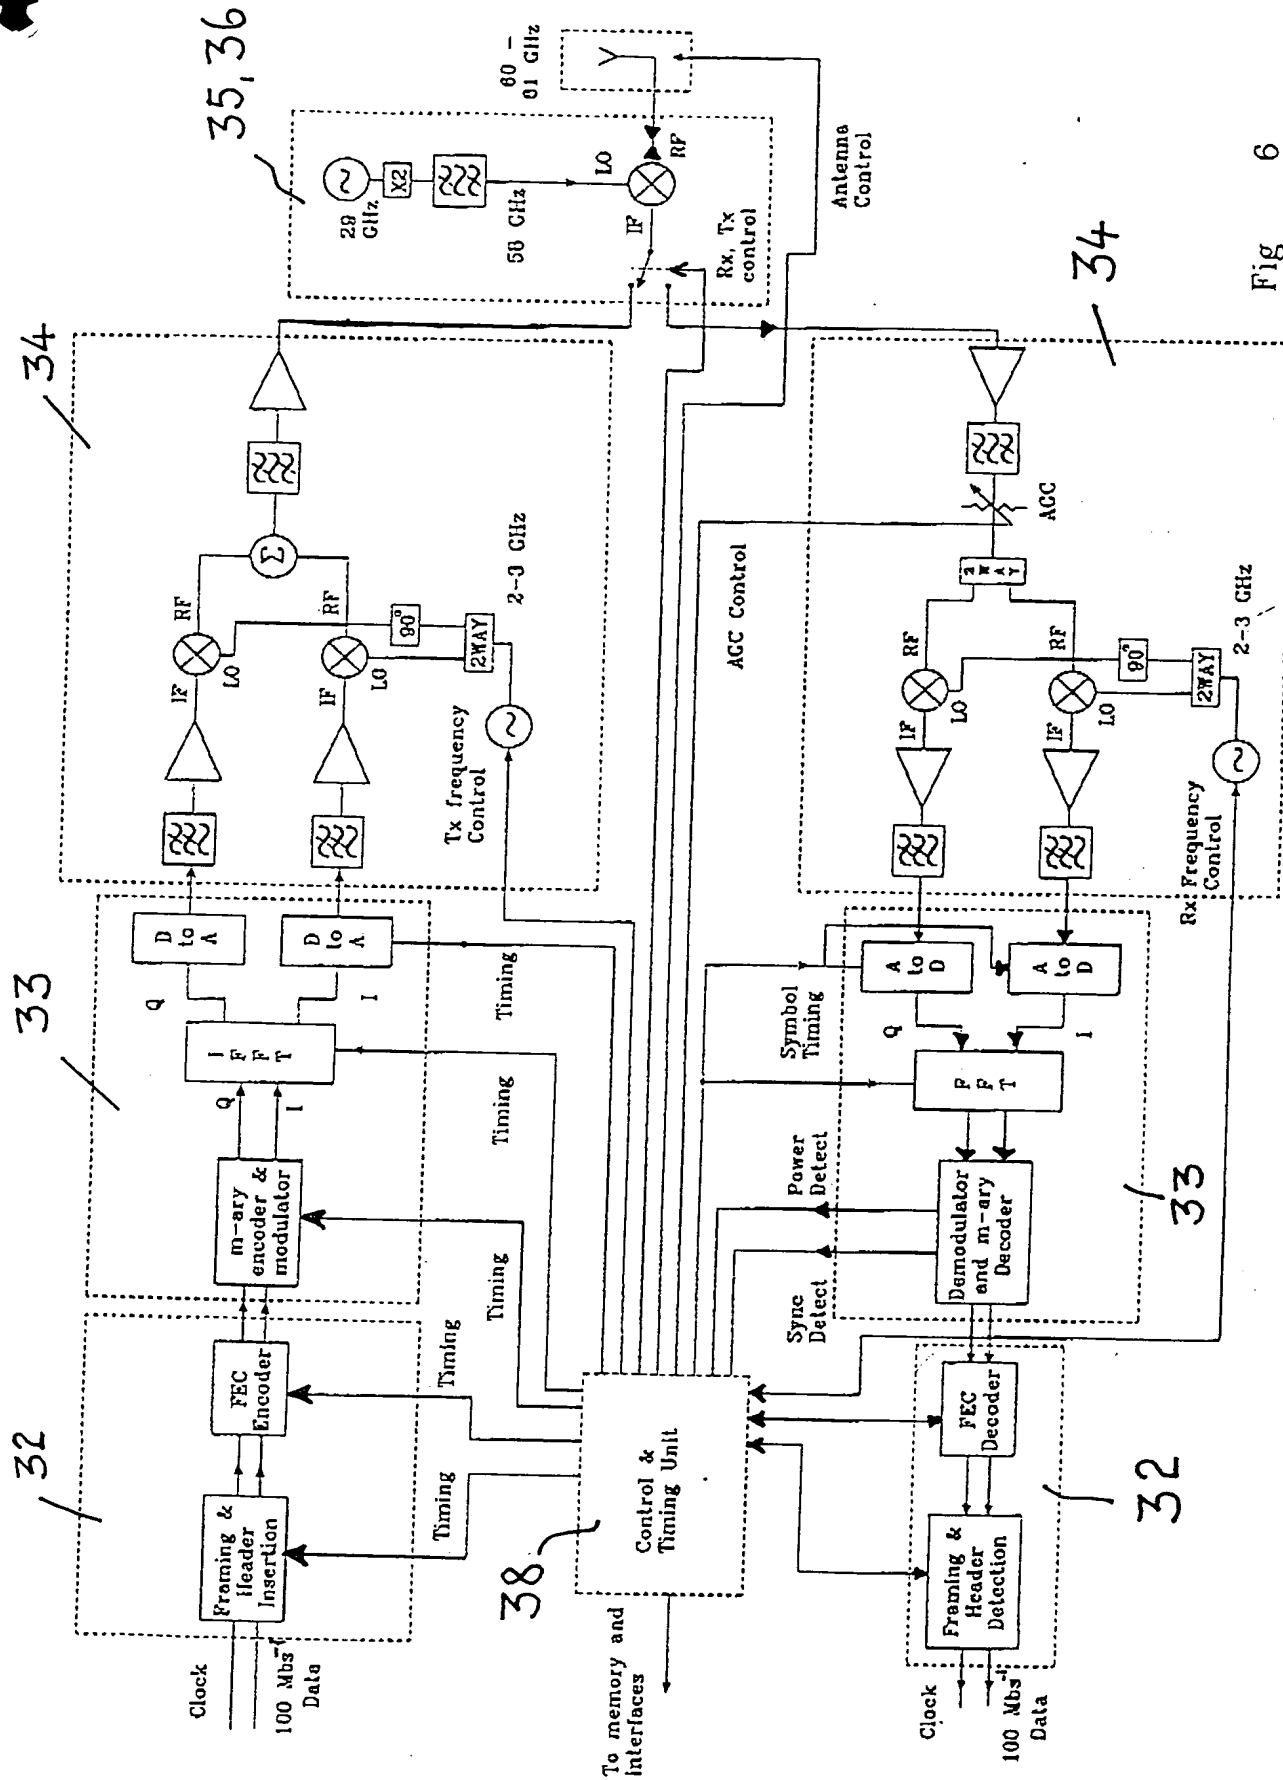 35, 36
60 -
61 GHz
29
GHz
X2
58 GHz
LO
RF
IF
Rx, Tx
control
Antenna
Control
Fig 6
34
Σ
RF
RF
IF
IF
LO
LO
90°
2WAY
2-3 GHz
Tx frequency
Control
34
AGC
AGC Control
2
W
A
Y
RF
RF
IF
IF
LO
LO
90°
2WAY
2-3 GHz
Rx Frequency
Control
33
D
to
A
D
to
A
Q
I
I
F
F
T
Q
I
m-ary
encoder &
modulator
Timing
Timing
Timing
32
FEC
Encoder
Framing &
Header
Insertion
Timing
Timing
Clock
100 Mbs⁻¹
Data
38
Control &
Timing Unit
To memory and
interfaces
33
A
to
D
A
to
D
Symbol
Timing
Q
I
F
F
T
Power
Detect
Sync
Detect
Demodulator
and m-ary
Decoder
32
FEC
Decoder
Framing &
Header
Detection
Clock
100 Mbs⁻¹
Data